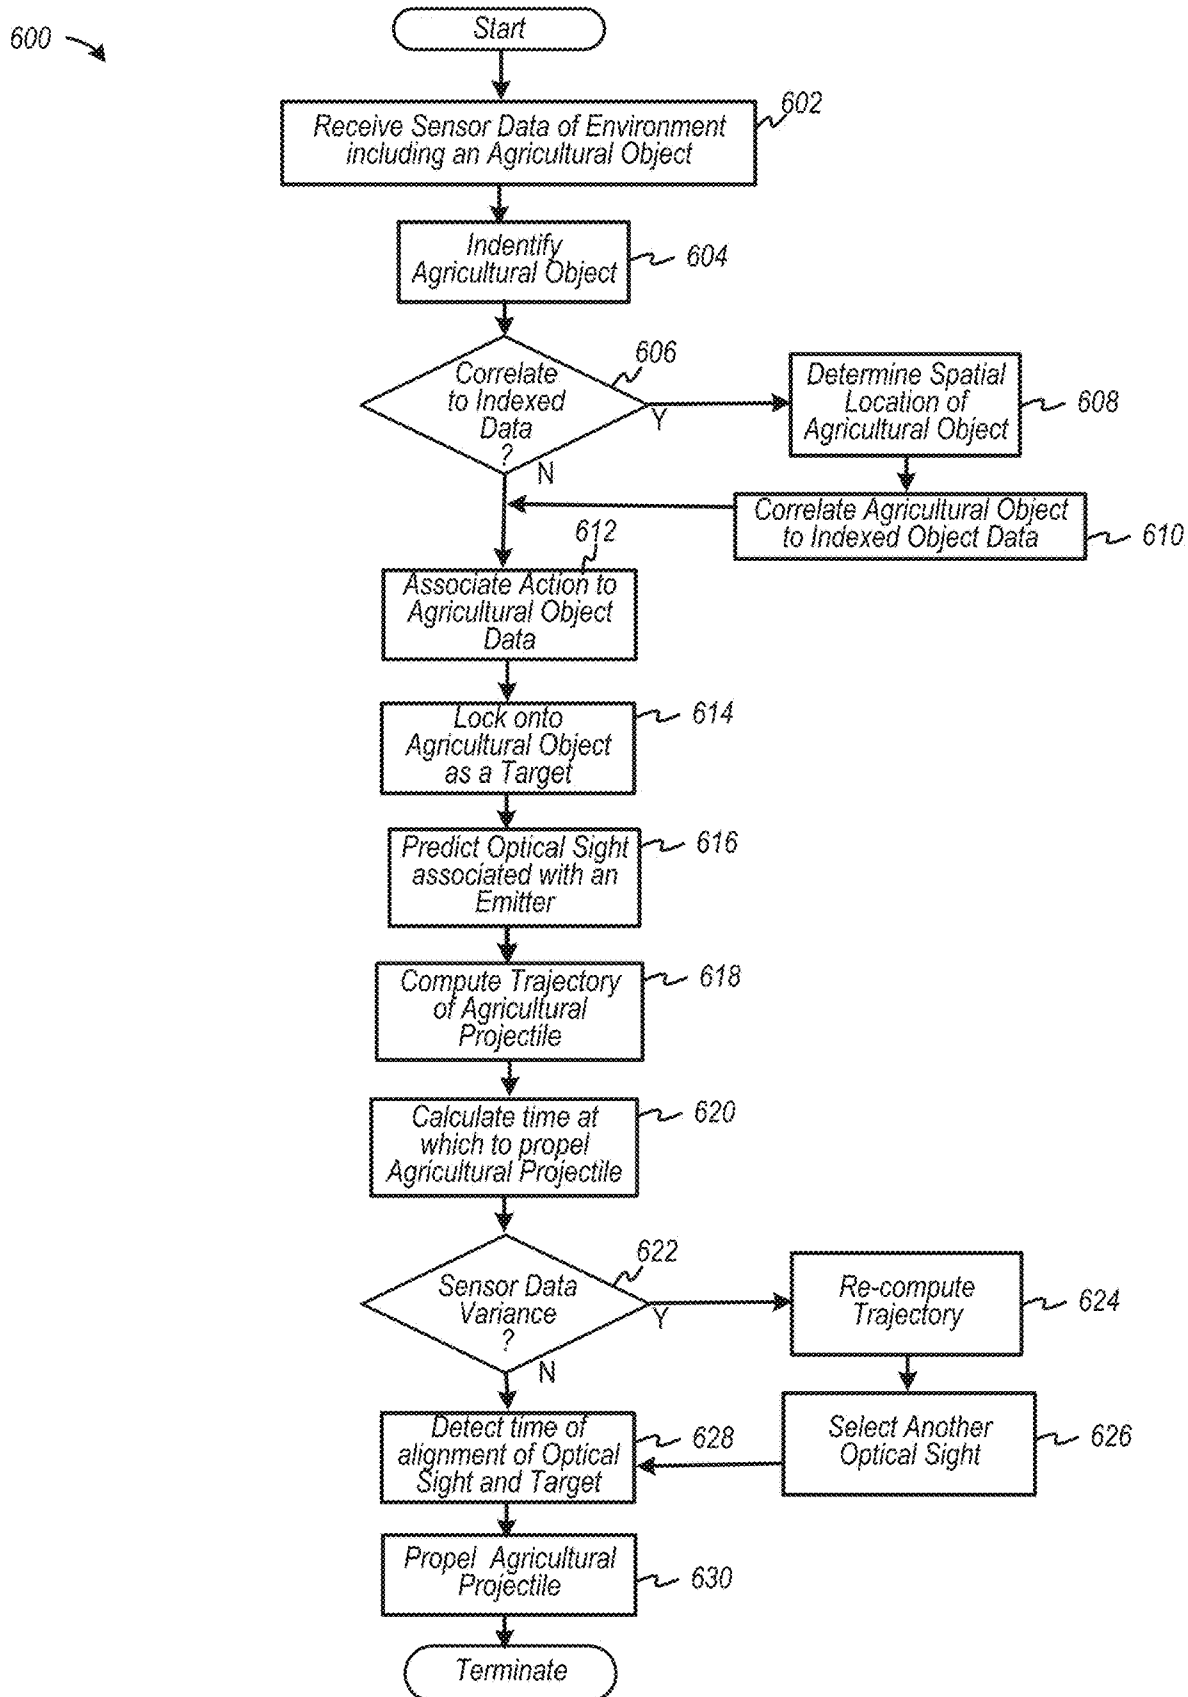 600
Start
602
Receive Sensor Data of Environment
including an Agricultural Object
Indentify
Agricultural Object
604
606
Correlate
to Indexed
Data
?
Y
N
Determine Spatial
Location of
Agricultural Object
608
Correlate Agricultural Object
to Indexed Object Data
610
612
Associate Action to
Agricultural Object
Data
Lock onto
Agricultural Object
as a Target
614
Predict Optical Sight
associated with an
Emitter
616
Compute Trajectory
of Agricultural
Projectile
618
Calculate time at
which to propel
Agricultural Projectile
620
622
Sensor Data
Variance
?
Y
N
Re-compute
Trajectory
624
Select Another
Optical Sight
626
Detect time of
alignment of Optical
Sight and Target
628
Propel Agricultural
Projectile
630
Terminate